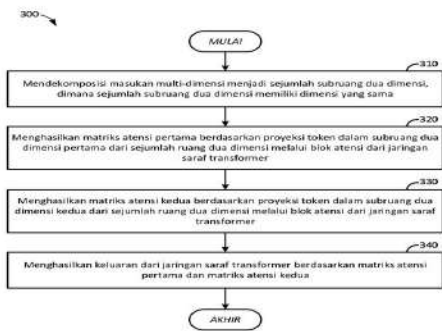 300
MULAI
310
Mendekomposisi masukan multi-dimensi menjadi sejumlah subruang dua dimensi,
dimana sejumlah subruang dua dimensi memiliki dimensi yang sama
320
Menghasilkan matriks atensi pertama berdasarkan proyeksi token dalam subruang dua
dimensi pertama dari sejumlah ruang dua dimensi melalui blok atensi dari jaringan
saraf transformer
330
Menghasilkan matriks atensi kedua berdasarkan proyeksi token dalam subruang dua
dimensi kedua dari sejumlah ruang dua dimensi melalui blok atensi dari jaringan saraf
transformer
340
Menghasilkan keluaran dari jaringan saraf transformer berdasarkan matriks atensi
pertama dan matriks atensi kedua
AKHIR